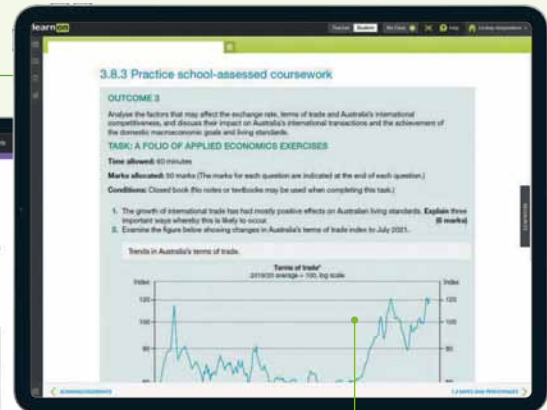 learnon
Teacher Student
Help
3.8.3 Practice school-assessed coursework
OUTCOME 3
Analyse the factors that may affect the exchange rate, terms of trade and Australia's international
competitiveness, and discuss their impact on Australia's international transactions and the achievement of
the domestic macroeconomic goals and living standards.
TASK: A FOLIO OF APPLIED ECONOMICS EXERCISES
Time allowed: 60 minutes
Marks allocated: 50 marks (The marks for each question are indicated at the end of each question.)
Conditions: Closed book (No notes or textbooks may be used when completing this task.)
1. The growth of international trade has had mostly positive effects on Australian living standards. Explain three
important ways whereby this is likely to occur. (6 marks)
2. Examine the figure below showing changes in Australia's terms of trade index to July 2021.
Trends in Australia's terms of trade.
Terms of trade*
2019/20 average = 100, log scale
Index Index
120 120
100 100
80 80
60 60